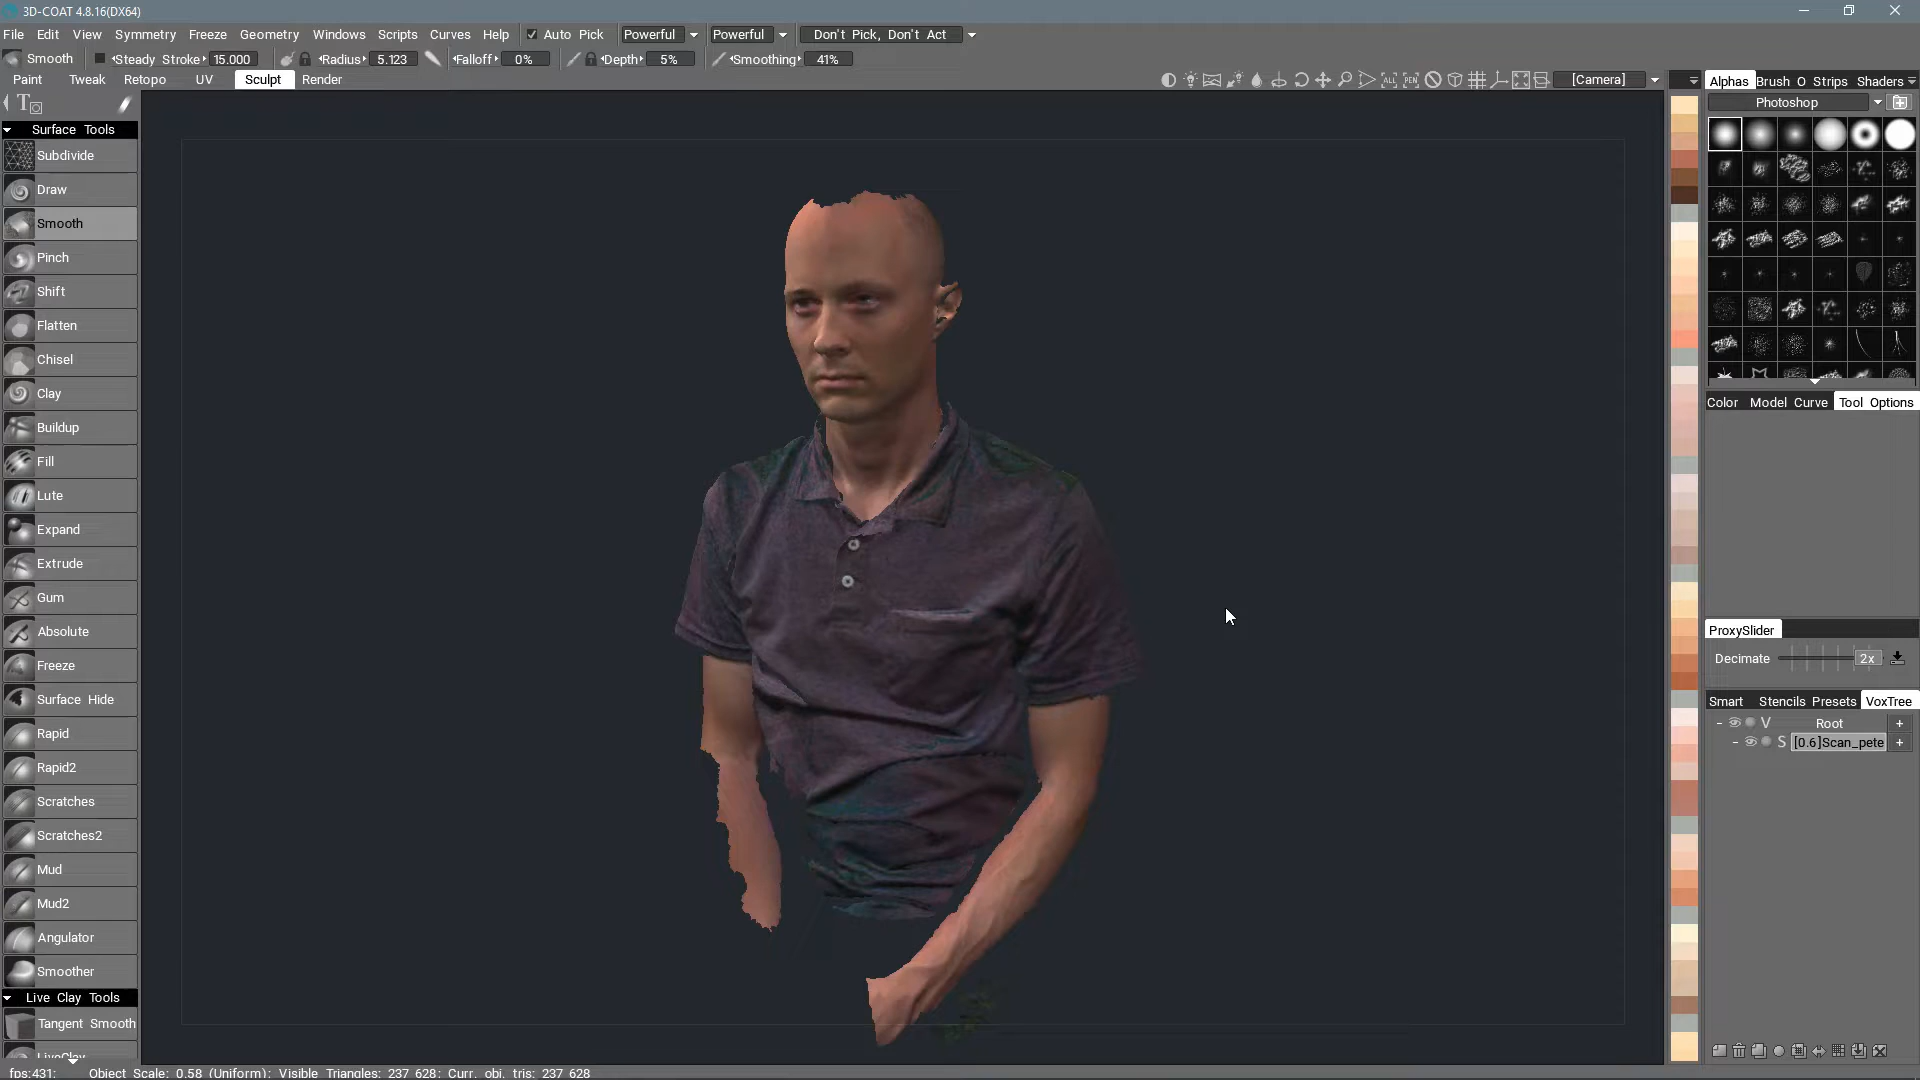 3D-COAT 4.8.16(DX64)
File Edit View Symmetry Freeze Geometry Windows Scripts Curves Help Auto Pick Powerful Powerful Don't Pick, Don't Act
Smooth Steady Stroke 15.000 Radius 5.123 Falloff 0% Depth 5% Smoothing 41%
Paint Tweak Retopo UV Sculpt Render [Camera]
Alphas Brush O Strips Shaders
Photoshop
Surface Tools
Subdivide
Draw
Smooth
Pinch
Shift
Flatten
Chisel
Clay
Buildup
Fill
Lute
Expand
Extrude
Gum
Absolute
Freeze
Surface Hide
Rapid
Rapid2
Scratches
Scratches2
Mud
Mud2
Angulator
Smoother
Live Clay Tools
Tangent Smooth
LiveClay
Color Model Curve Tool Options
ProxySlider
Decimate 2x
Smart Stencils Presets VoxTree
V Root +
S [0.6]Scan_pete +
fps:431; Object Scale: 0.58 (Uniform); Visible Triangles: 237 628; Curr. obj. tris: 237 628